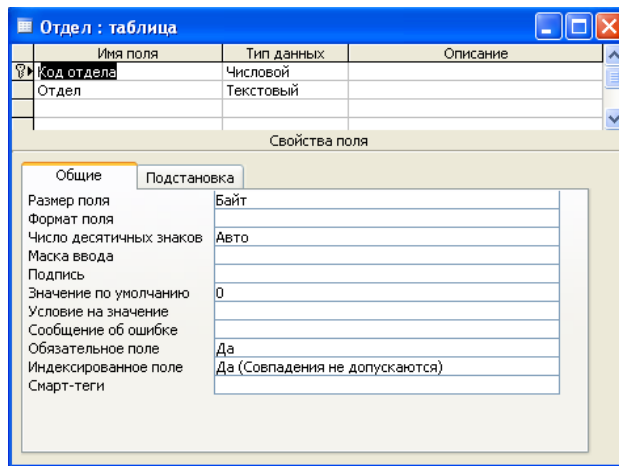 Отдел : таблица
Имя поля Тип данных Описание
Код отдела Числовой
Отдел Текстовый
Свойства поля
Общие Подстановка
Размер поля Байт
Формат поля
Число десятичных знаков Авто
Маска ввода
Подпись
Значение по умолчанию 0
Условие на значение
Сообщение об ошибке
Обязательное поле Да
Индексированное поле Да (Совпадения не допускаются)
Смарт-теги